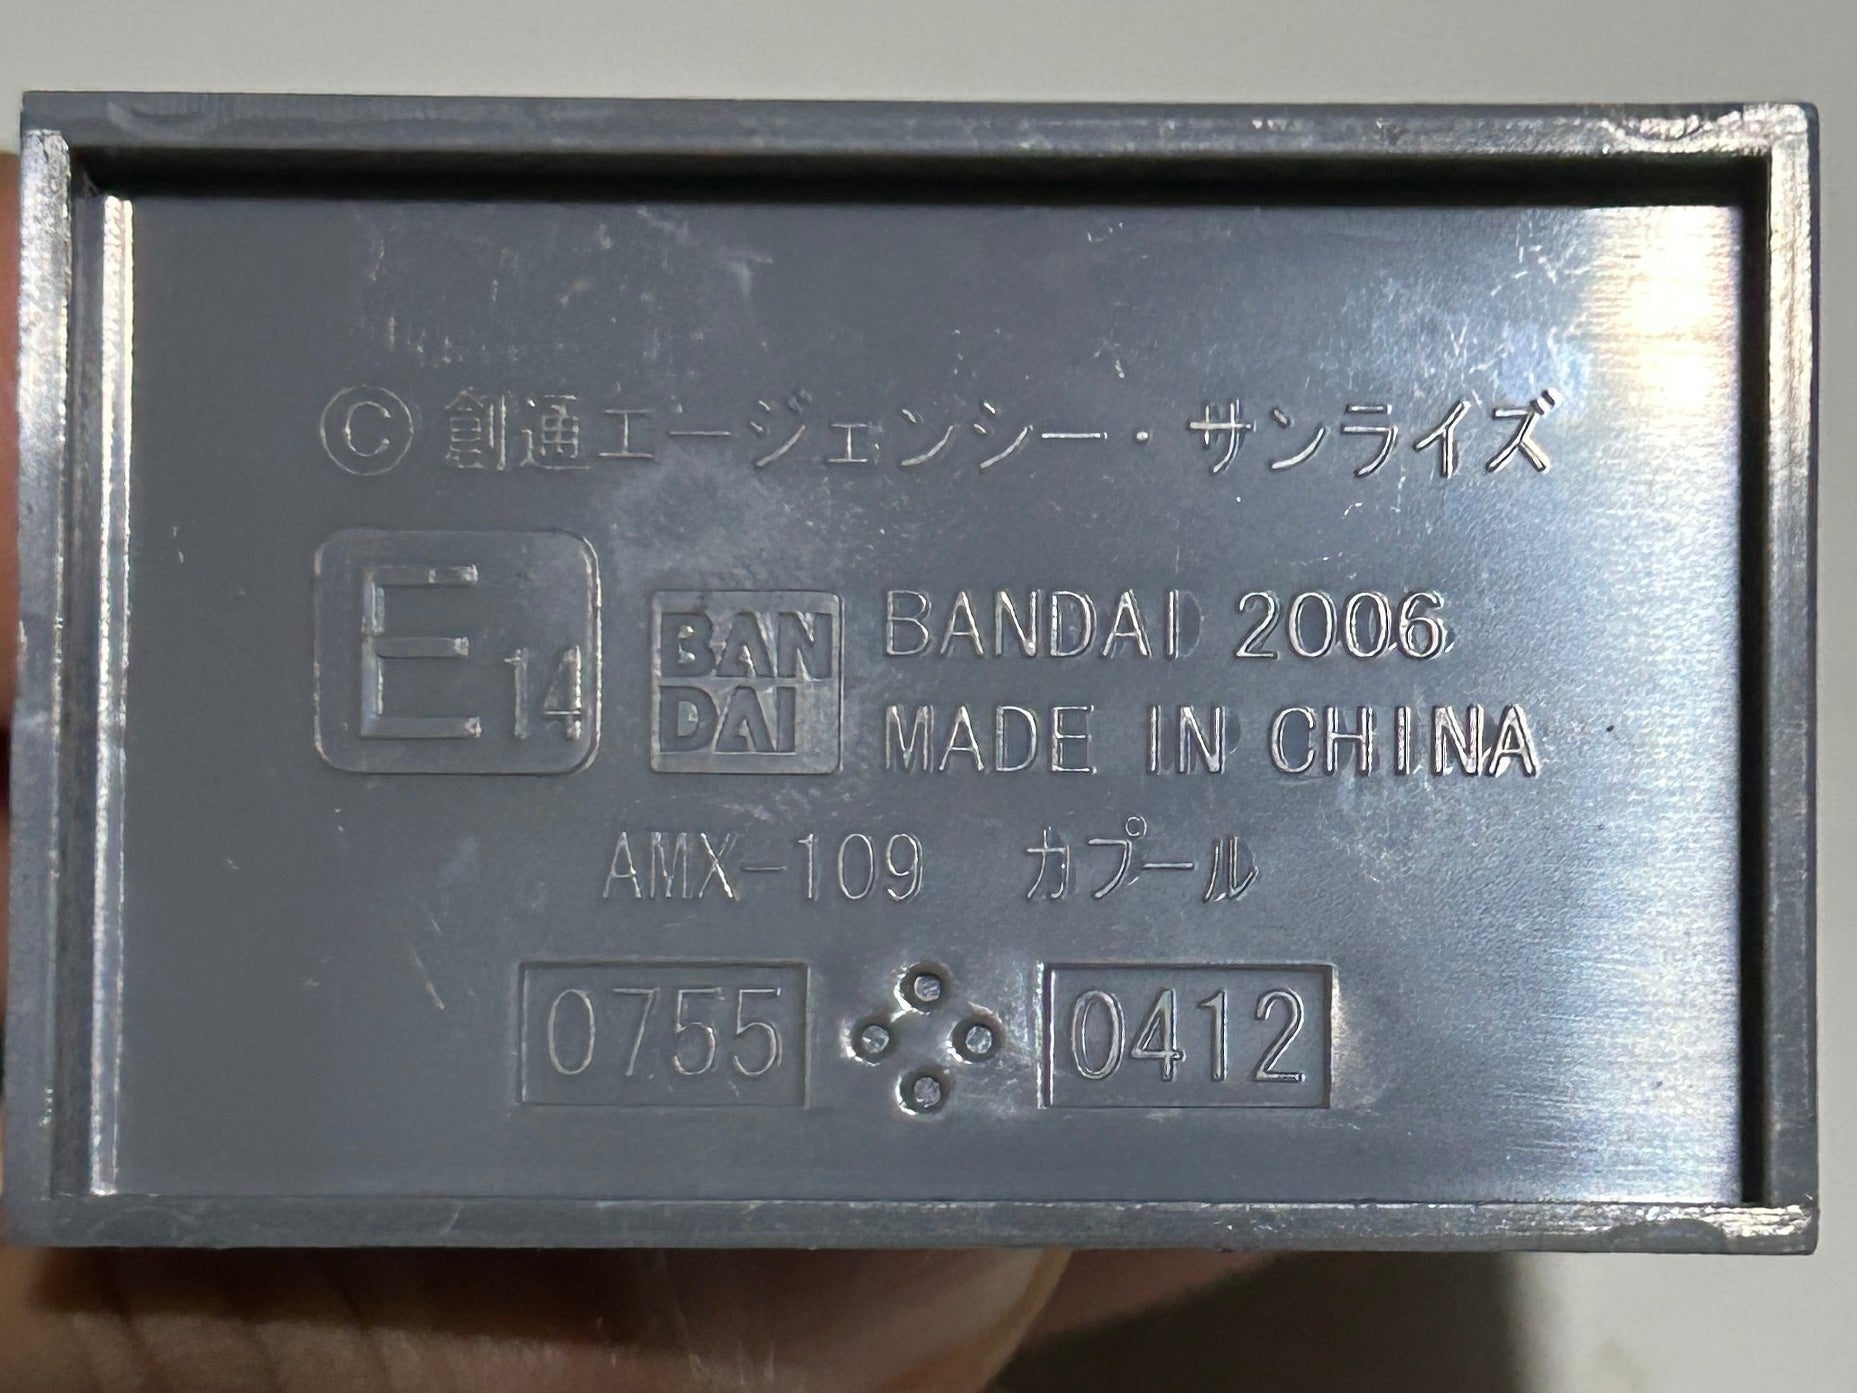 ©創通エージェンシー・サンライズ
E14
BAN
DAI
BANDAI 2006
MADE IN CHINA
AMX-109 カプール
0755 0412